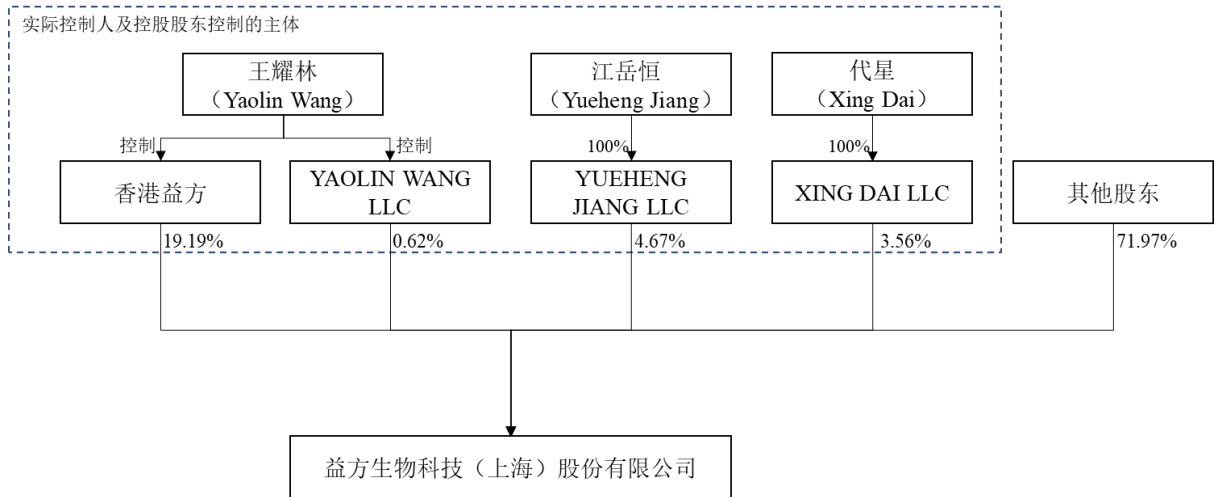 实际控制人及控股股东控制的主体
王耀林
（Yaolin Wang）
江岳恒
（Yueheng Jiang）
代星
（Xing Dai）
控制
控制
100%
100%
香港益方
YAOLIN WANG
LLC
YUEHENG
JIANG LLC
XING DAI LLC
其他股东
19.19%
0.62%
4.67%
3.56%
71.97%
益方生物科技（上海）股份有限公司